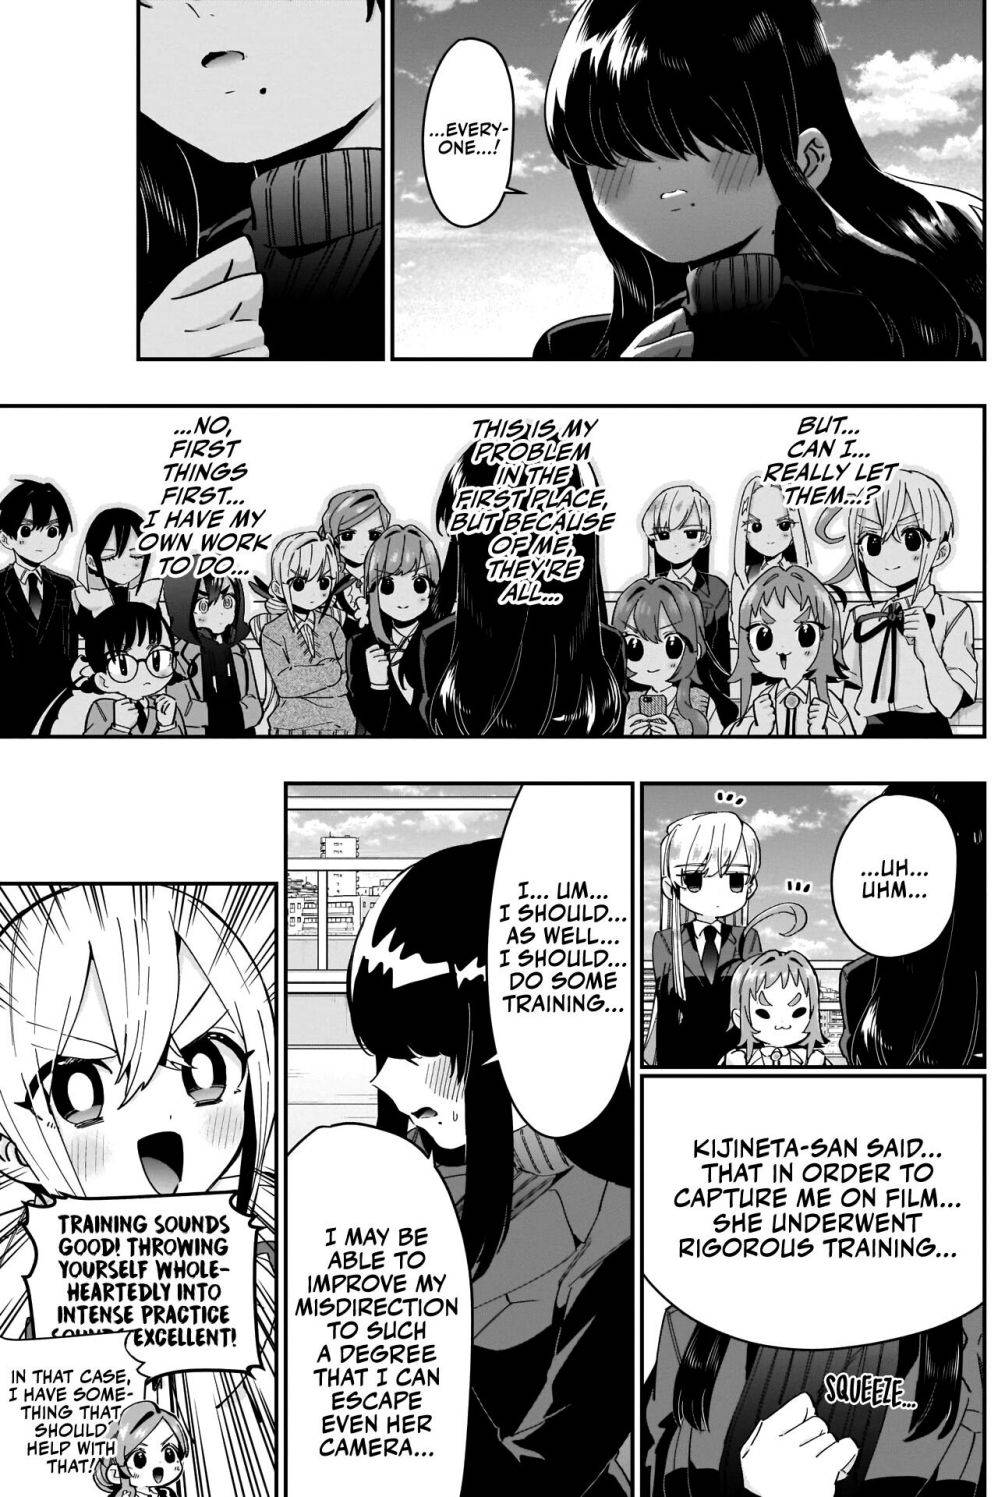 ...EVERY-
ONE...!
BUT...
CAN I...
REALLY LET
THEM...?
THIS IS MY
PROBLEM
IN THE
FIRST PLACE,
BUT BECAUSE
OF ME,
THEY'RE
ALL...
...NO,
FIRST
THINGS
FIRST...
I HAVE MY
OWN WORK
TO DO...
...UH...
UHM...
KIJINETA-SAN SAID...
THAT IN ORDER TO
CAPTURE ME ON FILM...
SHE UNDERWENT
RIGOROUS TRAINING...
SQUEEZE...
I... UM...
I SHOULD...
AS WELL...
I SHOULD...
DO SOME
TRAINING...
I MAY BE
ABLE TO
IMPROVE MY
MISDIRECTION
TO SUCH
A DEGREE
THAT I CAN
ESCAPE
EVEN HER
CAMERA...
TRAINING SOUNDS
GOOD! THROWING
YOURSELF WHOLE-
HEARTEDLY INTO
INTENSE PRACTICE
SOUNDS EXCELLENT!
IN THAT CASE,
I HAVE SOME-
THING THAT
SHOULD
HELP WITH
THAT!